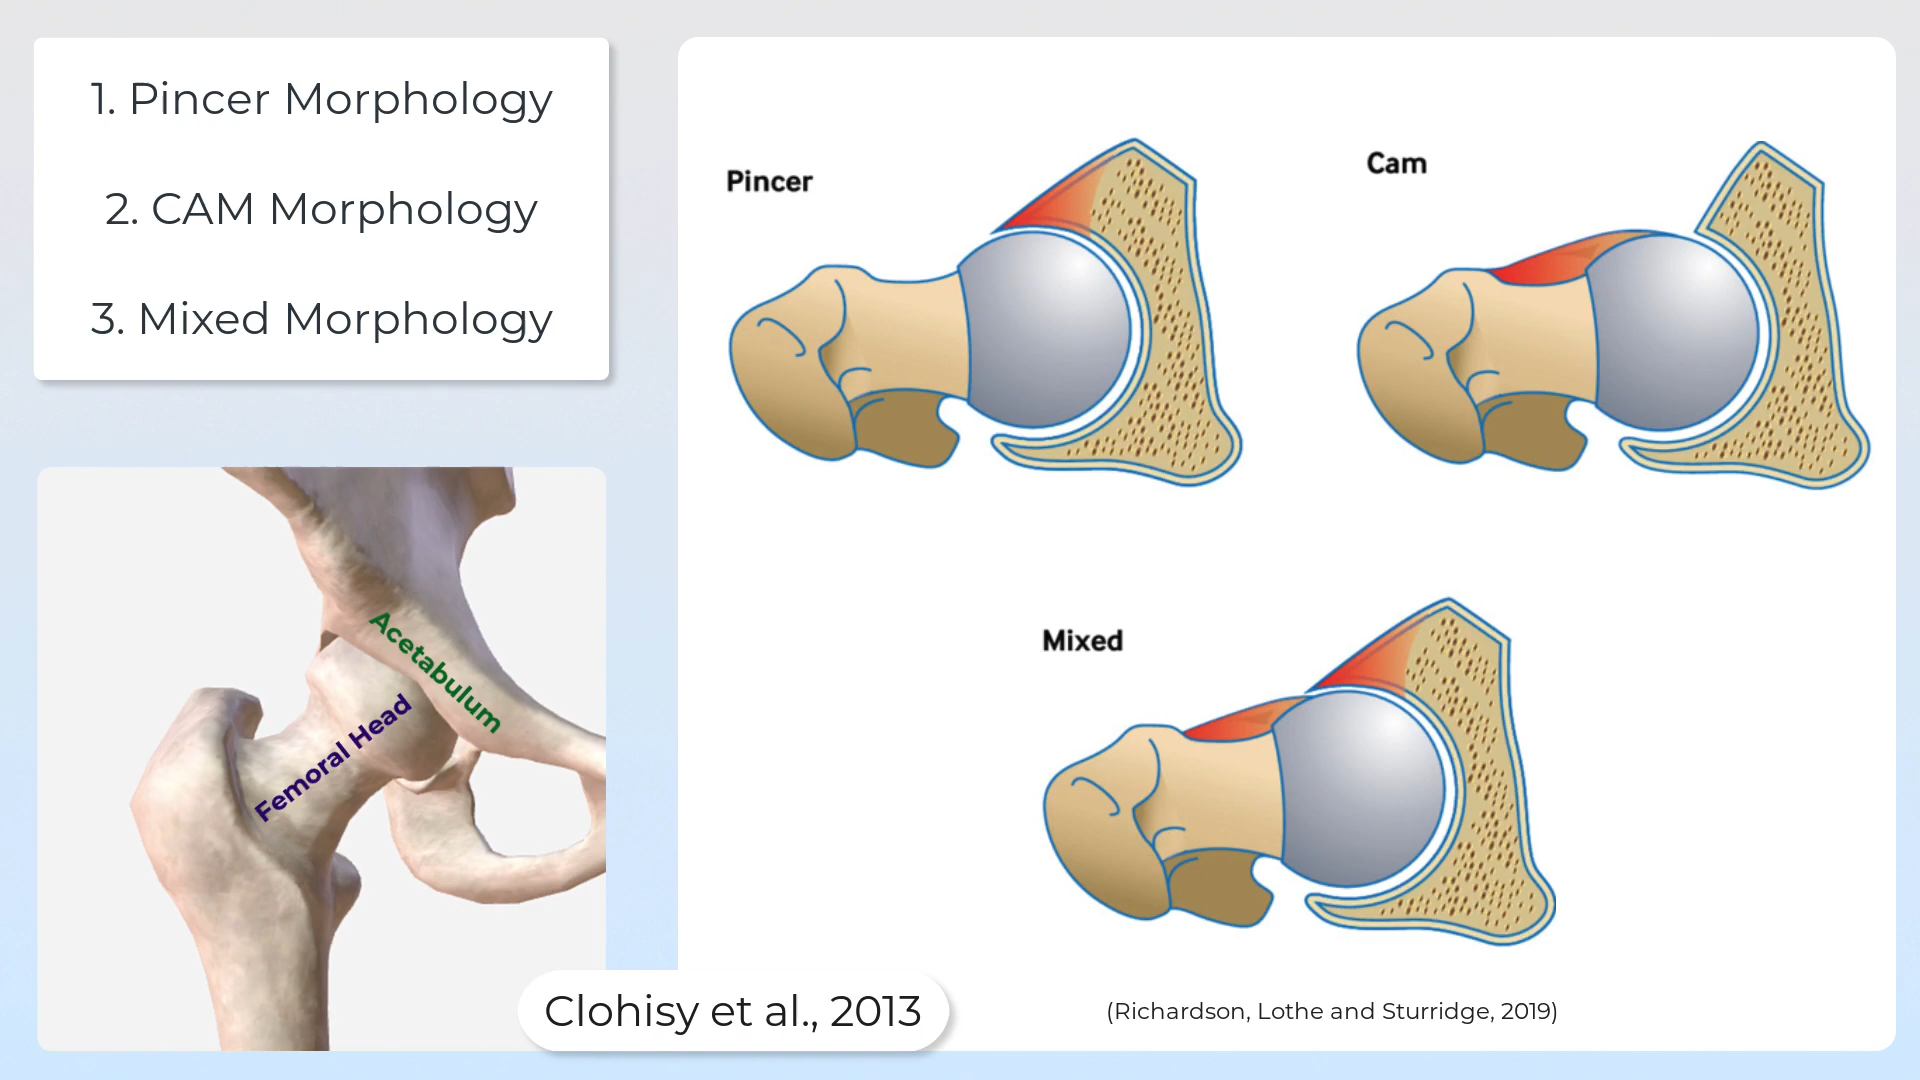 1. Pincer Morphology
2. CAM Morphology
3. Mixed Morphology
Acetabulum
Femoral Head
Clohisy et al., 2013
Pincer
Cam
Mixed
(Richardson, Lothe and Sturridge, 2019)